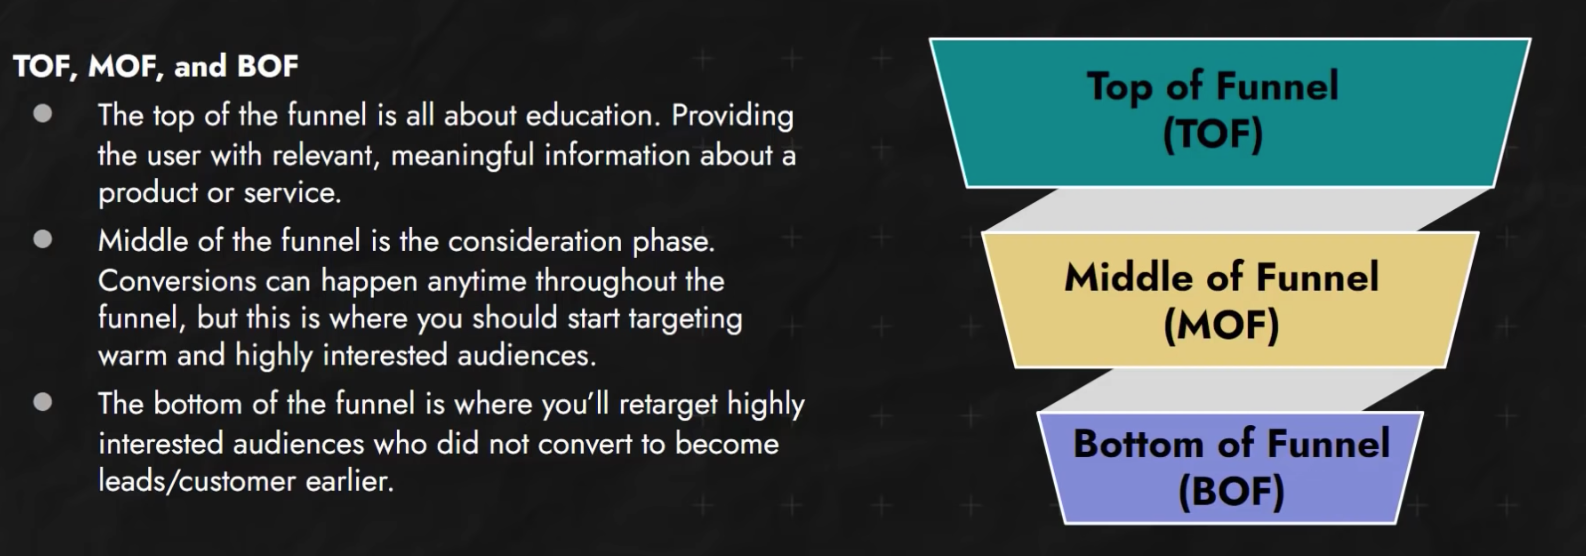 TOF, MOF, and BOF
The top of the funnel is all about education. Providing
the user with relevant, meaningful information about a
product or service.
Middle of the funnel is the consideration phase.
Conversions can happen anytime throughout the
funnel, but this is where you should start targeting
warm and highly interested audiences.
The bottom of the funnel is where you’ll retarget highly
interested audiences who did not convert to become
leads/customer earlier.
Top of Funnel
(TOF)
Middle of Funnel
(MOF)
Bottom of Funnel
(BOF)